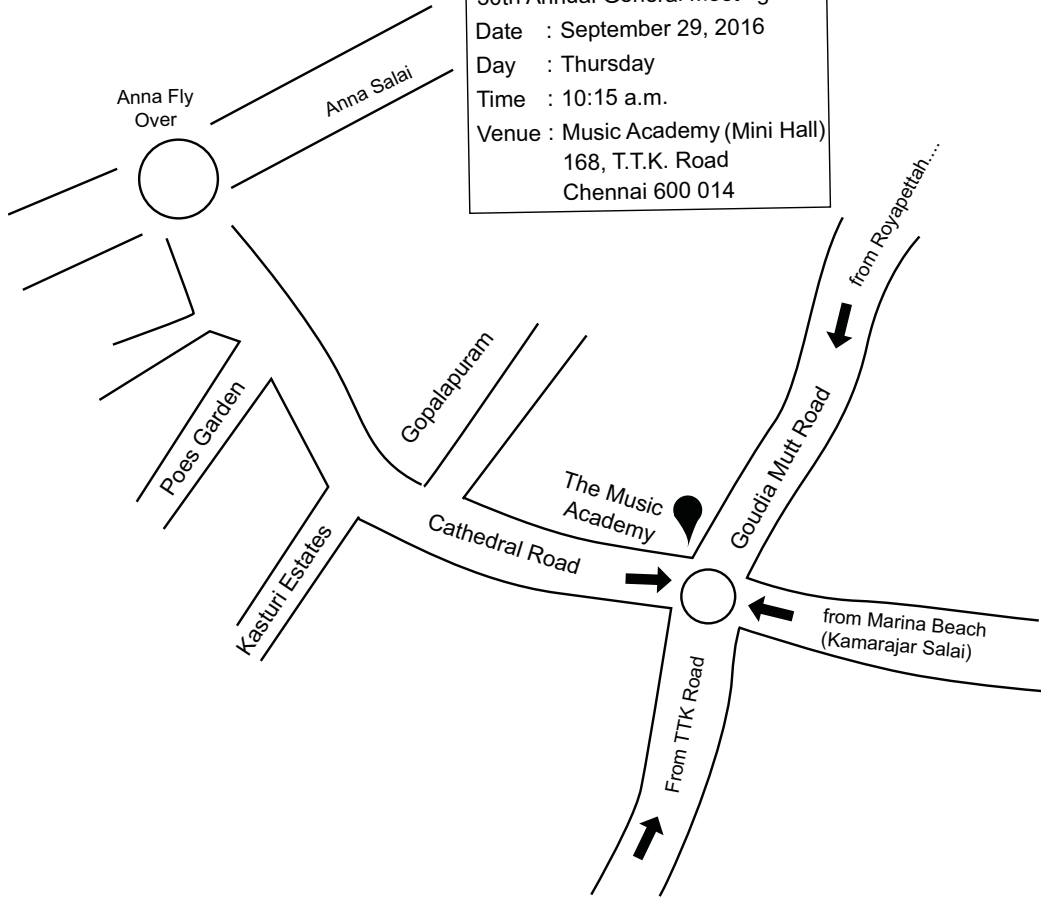 Annual General
Date : September 29, 2016
Day : Thursday
Time : 10:15 a.m.
Venue : Music Academy (Mini Hall)
168, T.T.K. Road
Chennai 600 014
Anna Fly
Over
Anna Salai
from Royapettah....
Gopalapuram
Poes Garden
Goudia Mutt Road
The Music
Academy
Cathedral Road
Kasturi Estates
from Marina Beach
(Kamarajar Salai)
From TTK Road